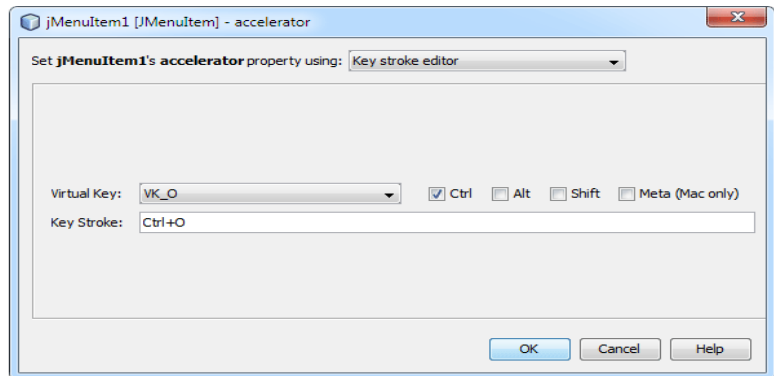 jMenuItem1 [JMenuItem] - accelerator
Set jMenuItem1's accelerator property using: Key stroke editor
Virtual Key: VK_O Ctrl Alt Shift Meta (Mac only)
Key Stroke: Ctrl+O
OK Cancel Help